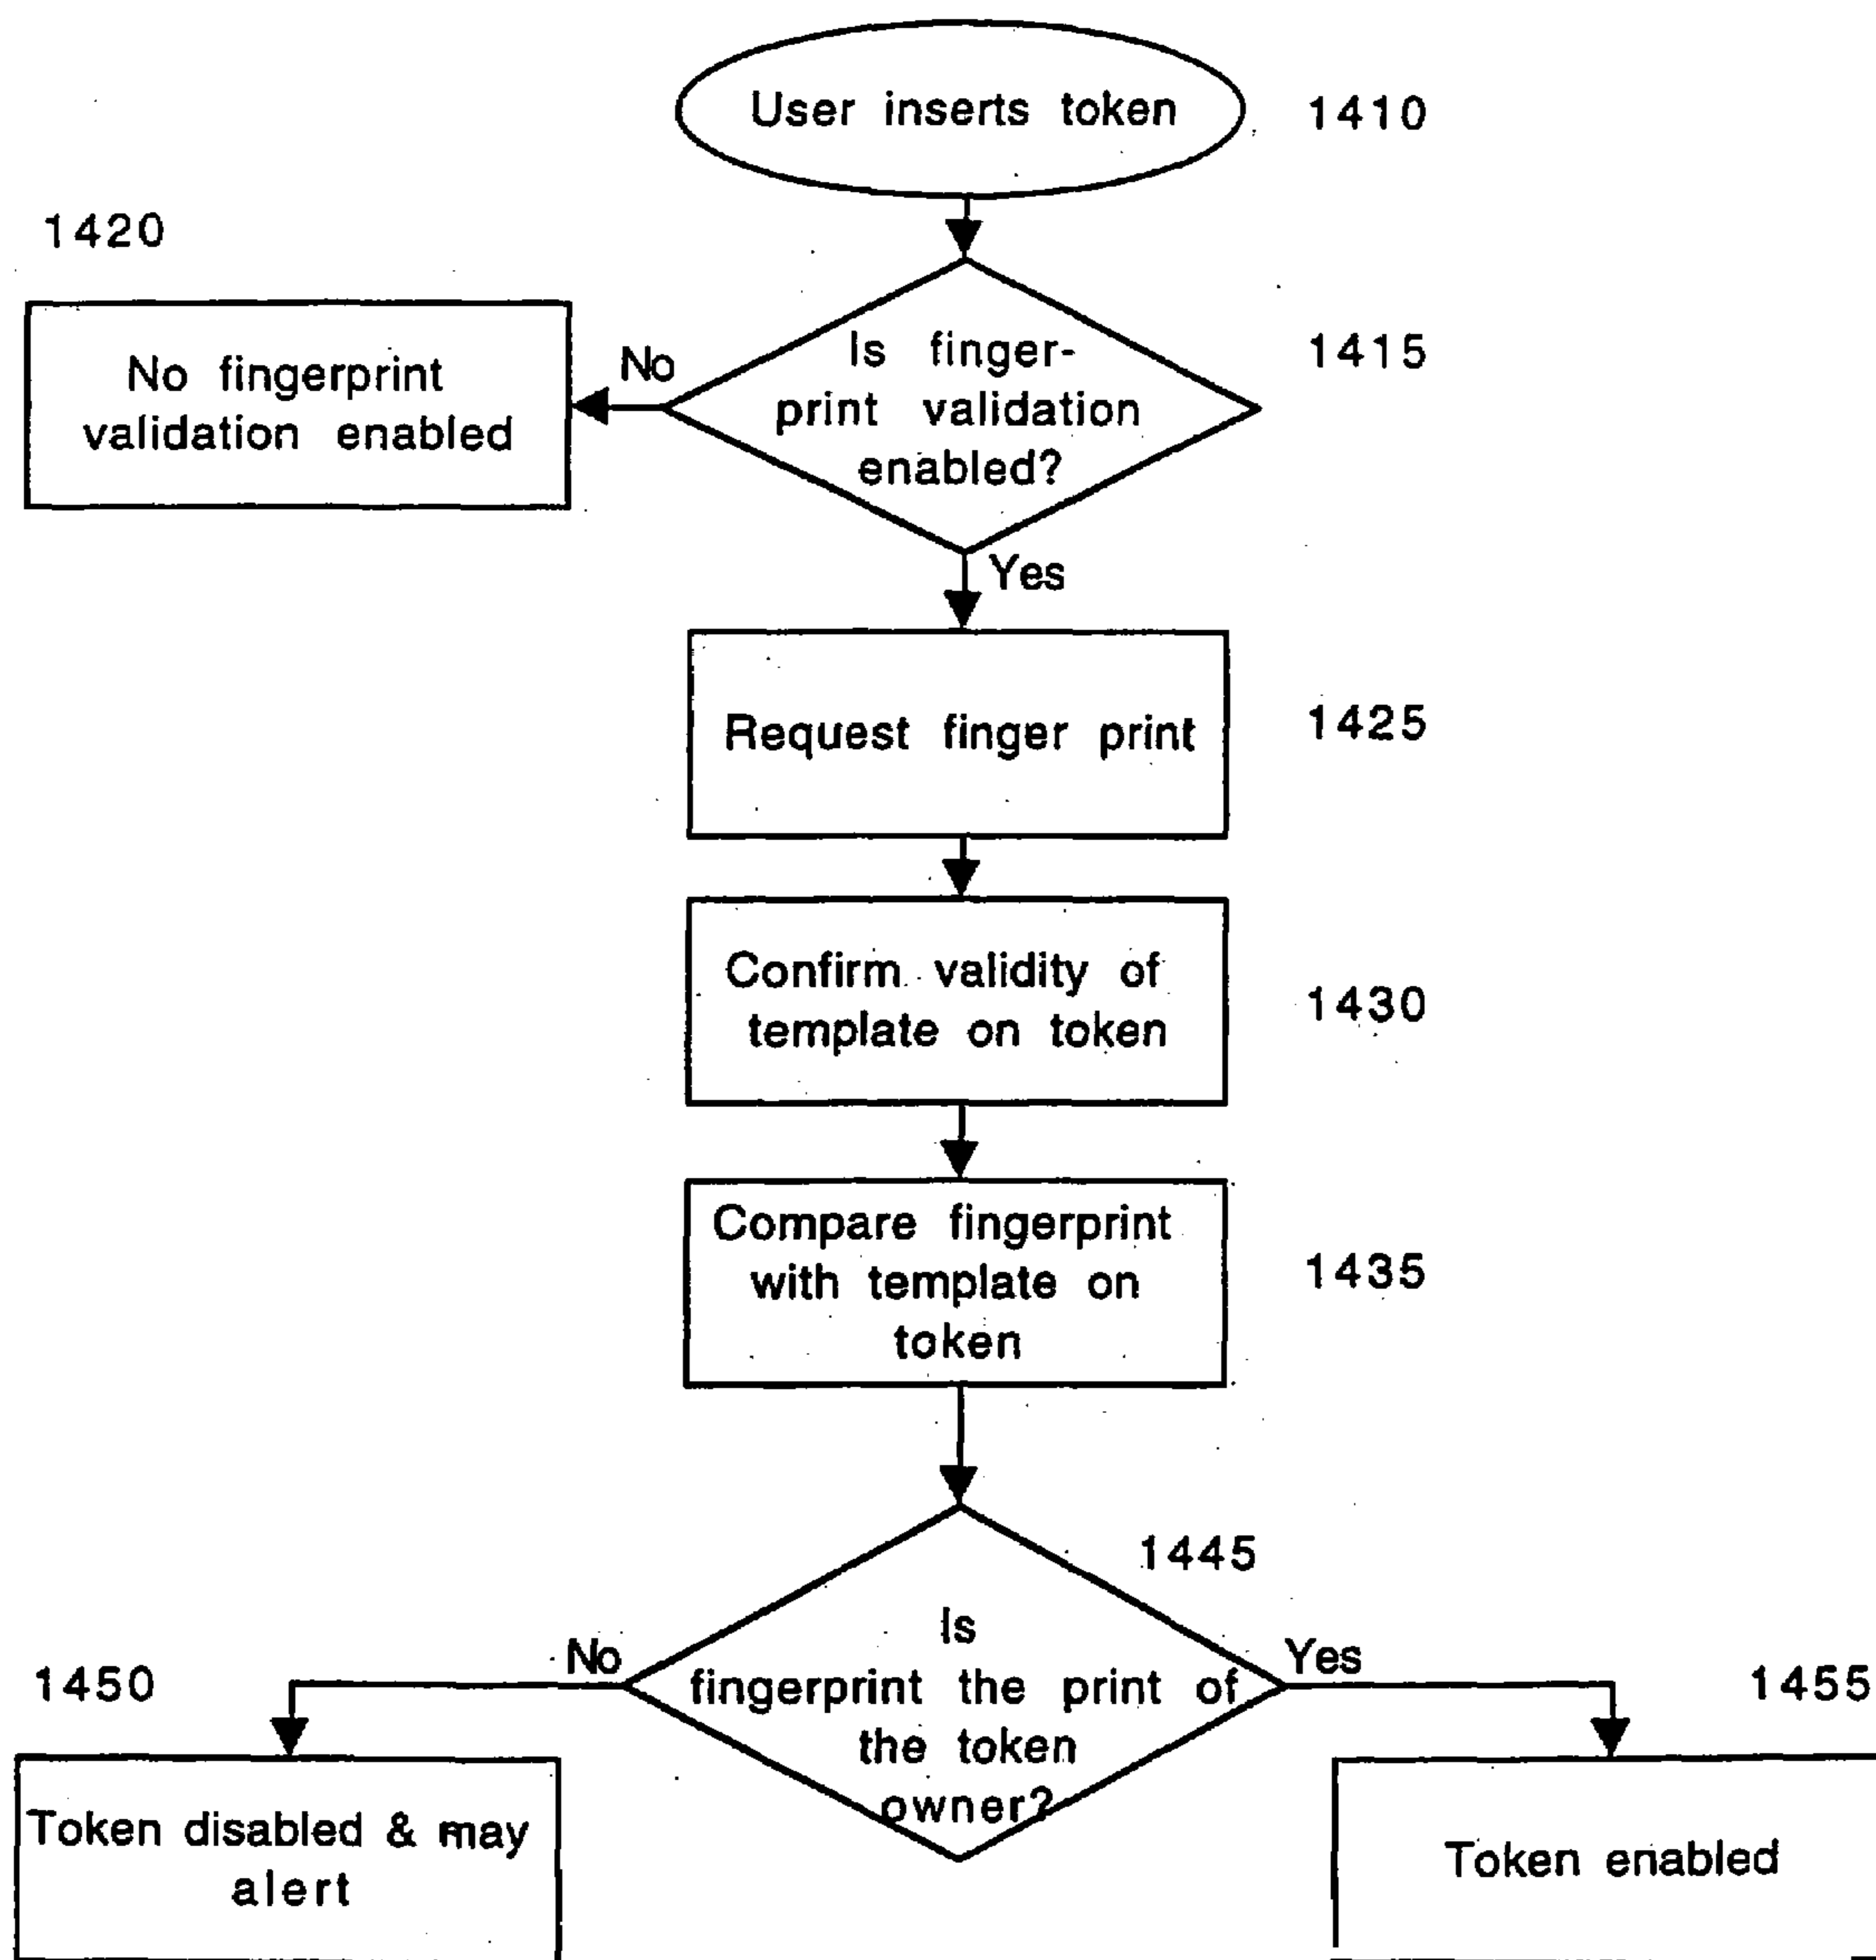 User inserts token
1410
1420
No fingerprint
validation enabled
No
Is finger-
print validation
enabled?
1415
Yes
Request finger print
1425
Confirm validity of
template on token
1430
Compare fingerprint
with template on
token
1435
1445
Is
fingerprint the print of
the token
owner?
No
Yes
1450
Token disabled & may
alert
1455
Token enabled